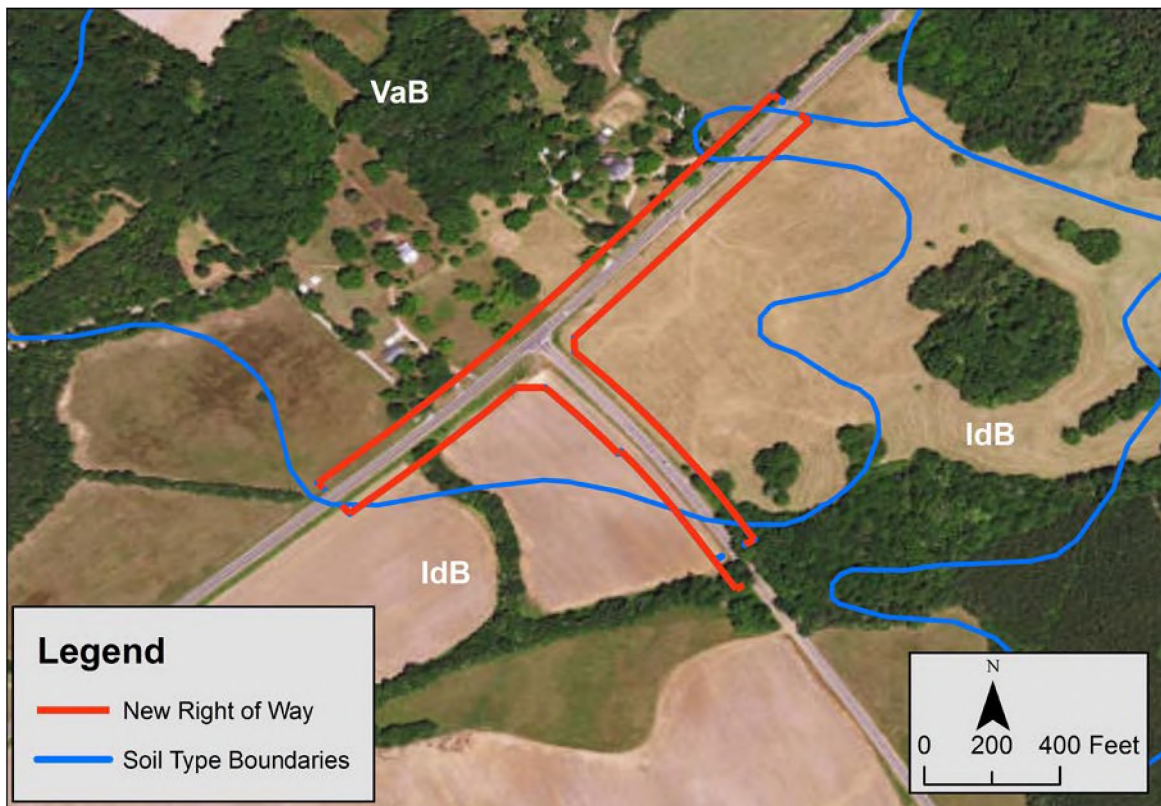 VaB
IdB
IdB
Legend
New Right of Way
Soil Type Boundaries
N
0 200 400 Feet